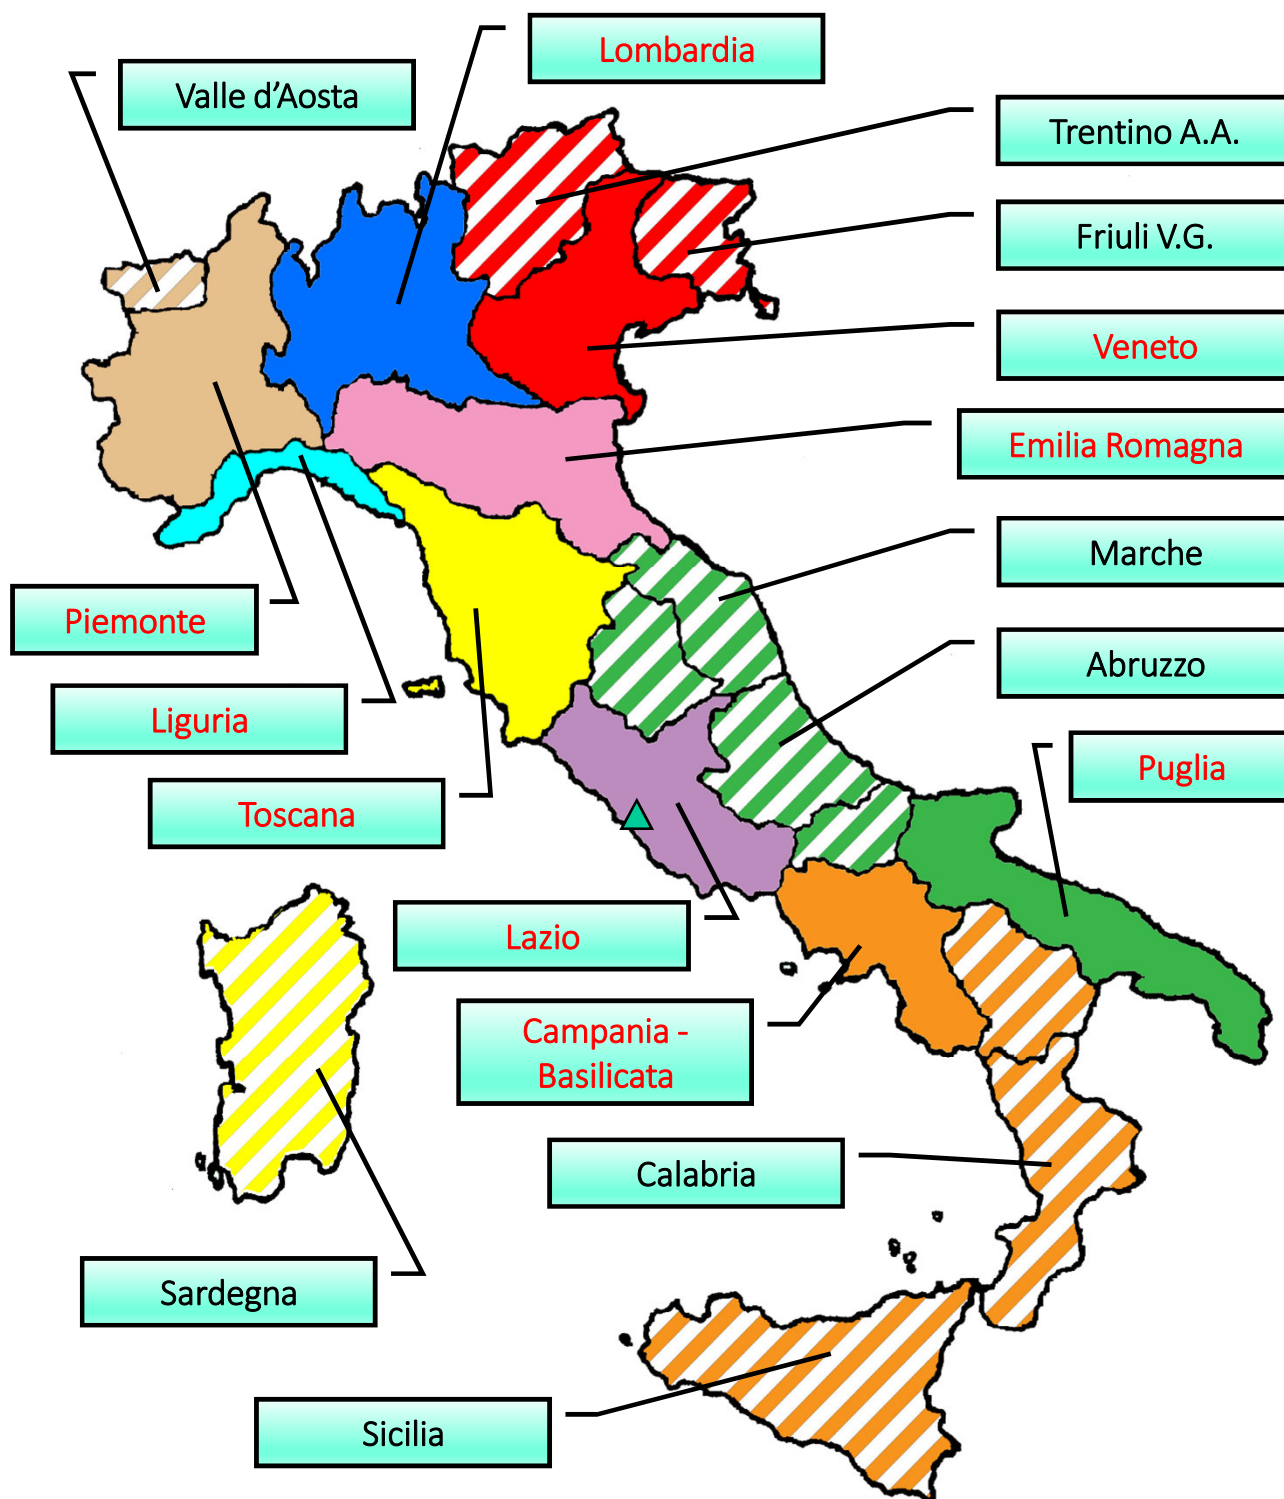 Lombardia
Valle d’Aosta
Trentino A.A.
Friuli V.G.
Veneto
Emilia Romagna
Marche
Piemonte
Abruzzo
Liguria
Puglia
Toscana
Lazio
Campania -
Basilicata
Calabria
Sardegna
Sicilia